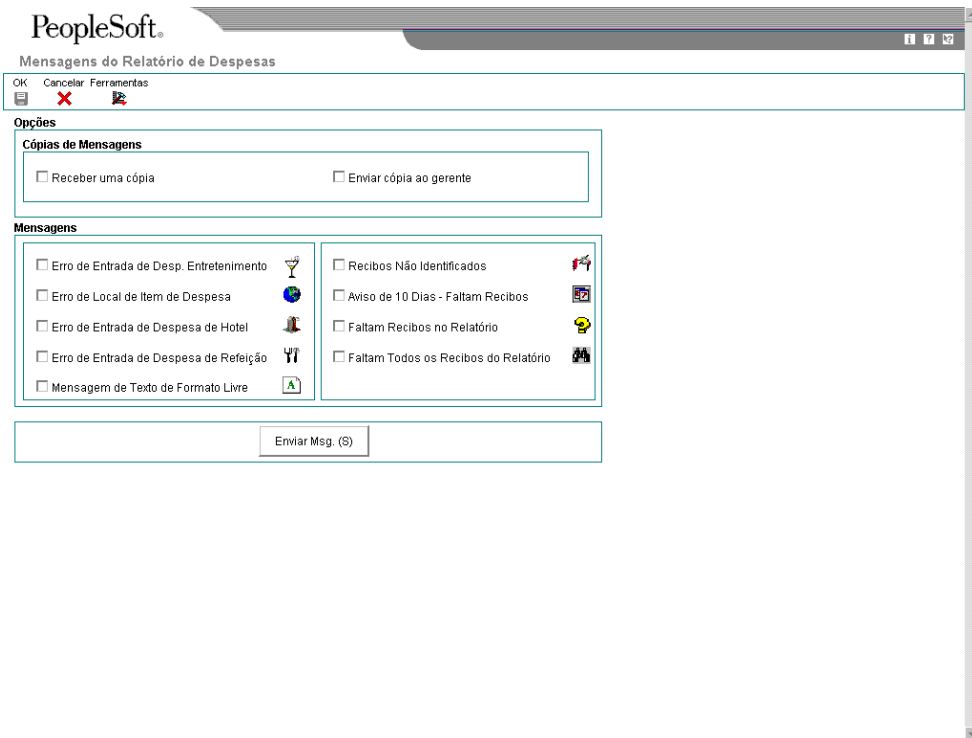 PeopleSoft.
Mensagens do Relatório de Despesas
OK Cancelar Ferramentas
Opções
Cópias de Mensagens
Receber uma cópia
Enviar cópia ao gerente
Mensagens
Erro de Entrada de Desp. Entretenimento
Erro de Local de Item de Despesa
Erro de Entrada de Despesa de Hotel
Erro de Entrada de Despesa de Refeição
Mensagem de Texto de Formato Livre
A
Recibos Não Identificados
Aviso de 10 Dias - Faltam Recibos
Faltam Recibos no Relatório
Faltam Todos os Recibos do Relatório
Enviar Msg. (S)